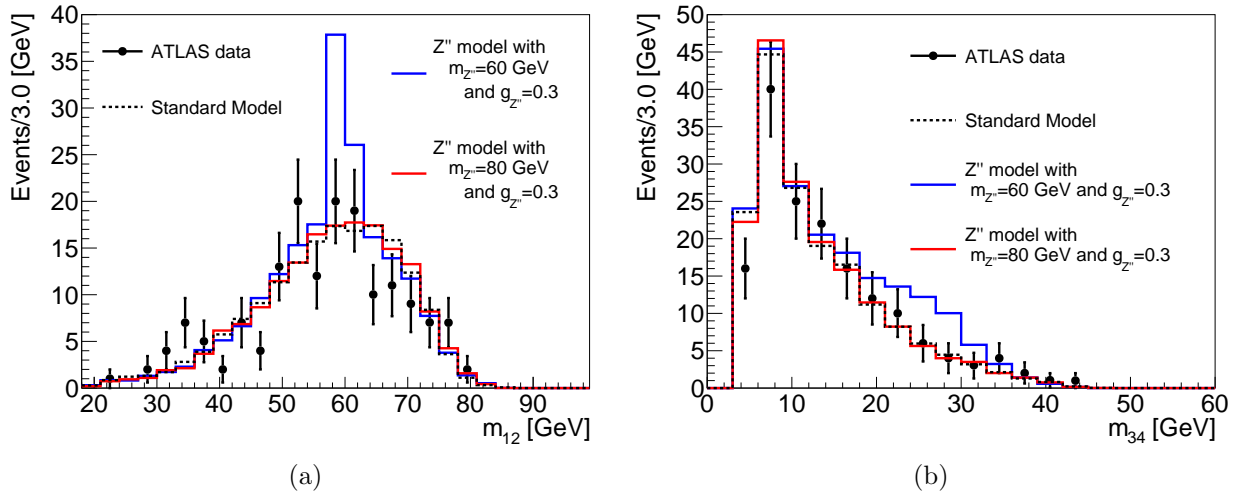 Events/3.0 [GeV]
40
35
30
25
20
15
10
5
0
ATLAS data
Standard Model
Z'' model with
m_Z''=60 GeV
and g_Z''=0.3
Z'' model with
m_Z''=80 GeV
and g_Z''=0.3
20 30 40 50 60 70 80 90
m_12 [GeV]
(a)
Events/3.0 [GeV]
50
45
40
35
30
25
20
15
10
5
0
ATLAS data
Standard Model
Z'' model with
m_Z''=60 GeV and g_Z''=0.3
Z'' model with
m_Z''=80 GeV and g_Z''=0.3
0 10 20 30 40 50 60
m_34 [GeV]
(b)